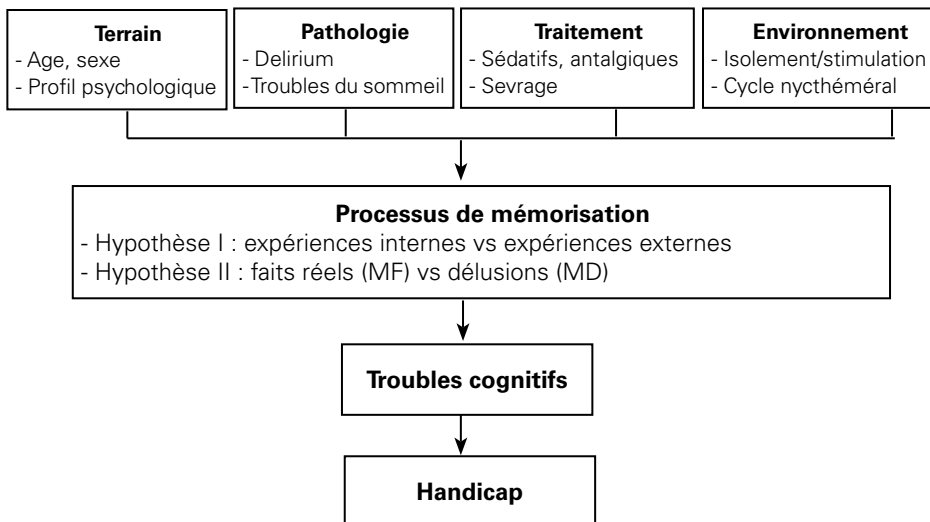 Terrain
- Age, sexe
- Profil psychologique
Pathologie
- Delirium
-Troubles du sommeil
Traitement
- Sédatifs, antalgiques
- Sevrage
Environnement
- Isolement/stimulation
- Cycle nycthéméral
Processus de mémorisation
- Hypothèse I : expériences internes vs expériences externes
- Hypothèse II : faits réels (MF) vs délusions (MD)
Troubles cognitifs
Handicap